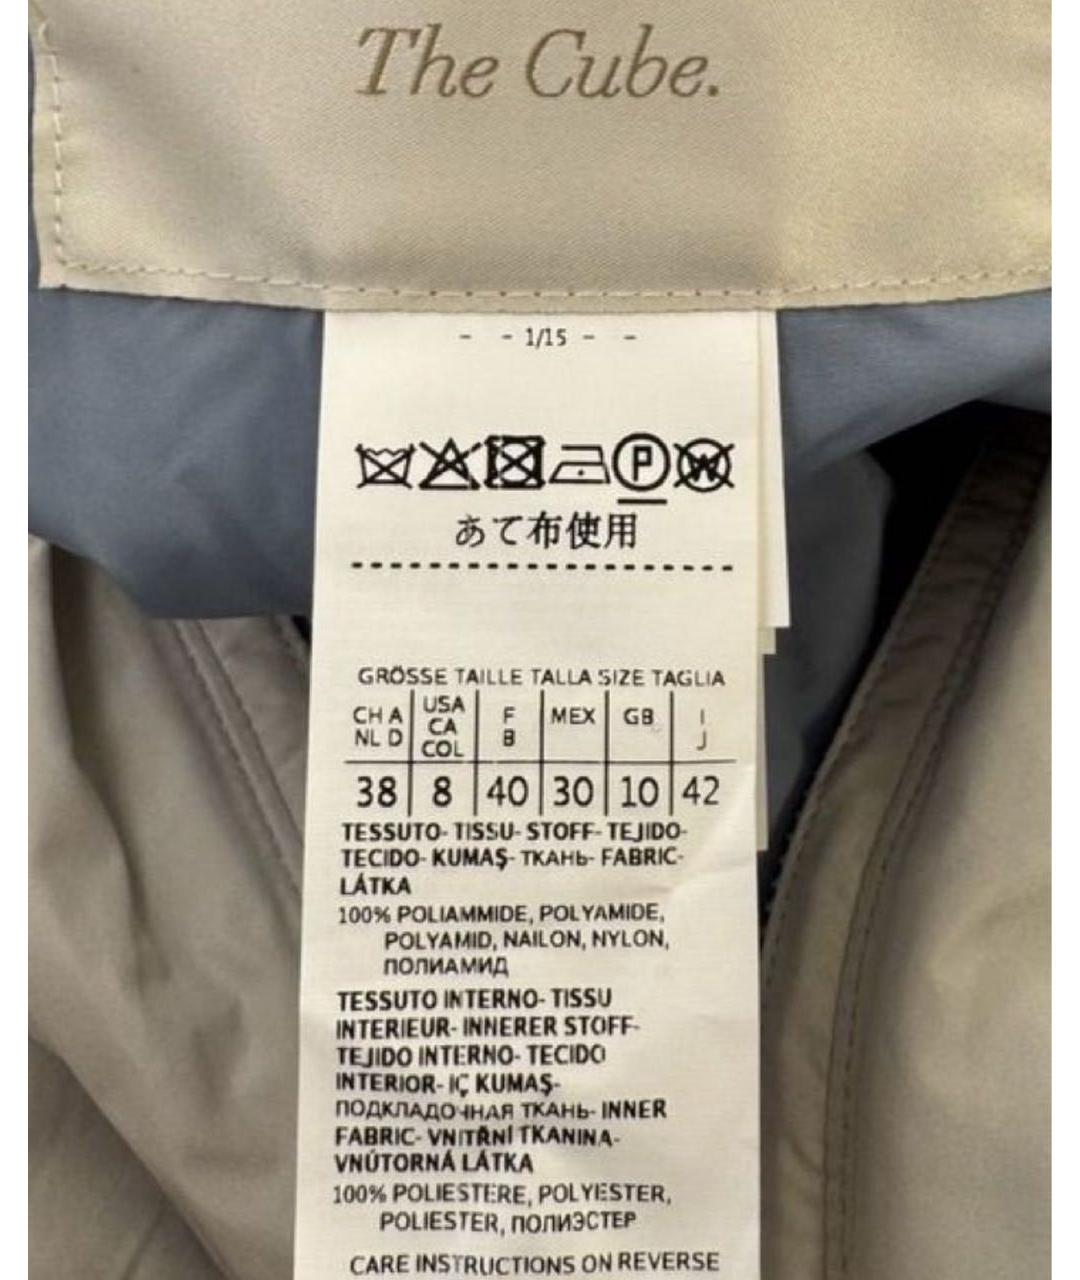 The Cube.
- - 1/15 - -
P W
あて布使用
GRÖSSE TAILLE TALLA SIZE TAGLIA
CH A NL D USA CA COL F B MEX GB I J
38 8 40 30 10 42
TESSUTO- TISSU- STOFF- TEJIDO-
TECIDO- KUMAŞ- ТКАНЬ- FABRIC-
LÁTKA
100% POLIAMMIDE, POLYAMIDE,
POLYAMID, NAILON, NYLON,
ПОЛИАМИД
TESSUTO INTERNO- TISSU
INTERIEUR- INNERER STOFF-
TEJIDO INTERNO- TECIDO
INTERIOR- IÇ KUMAŞ-
ПОДКЛАДОЧНАЯ ТКАНЬ- INNER
FABRIC- VNITŘNÍ TKANINA-
VNÚTORNÁ LÁTKA
100% POLIESTERE, POLYESTER,
POLIESTER, ПОЛИЭСТЕР
CARE INSTRUCTIONS ON REVERSE